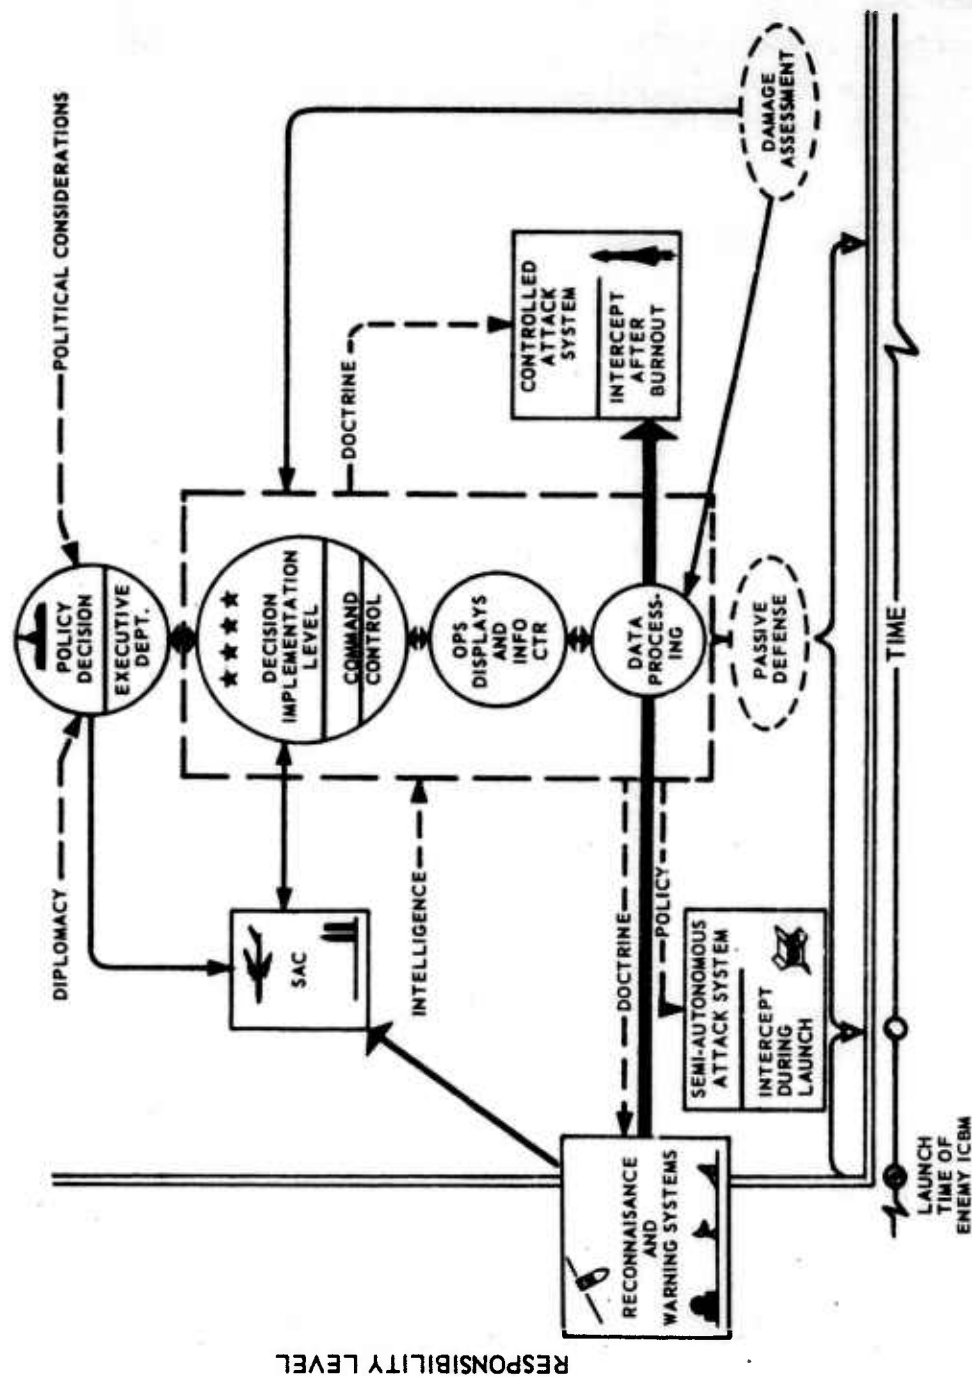 RESPONSIBILITY LEVEL
DIPLOMACY
POLITICAL CONSIDERATIONS
POLICY
DECISION
EXECUTIVE
DEPT.
SAC
DECISION
IMPLEMENTATION
LEVEL
COMMAND
CONTROL
INTELLIGENCE
DOCTRINE
OPS
DISPLAYS
AND
INFO
CTR
CONTROLLED
ATTACK
SYSTEM
INTERCEPT
AFTER
BURNOUT
RECONNAISANCE
AND
WARNING SYSTEMS
DOCTRINE
POLICY
DATA
PROCESS-
ING
SEMI-AUTONOMOUS
ATTACK SYSTEM
INTERCEPT
DURING
LAUNCH
PASSIVE
DEFENSE
DAMAGE
ASSESSMENT
TIME
LAUNCH
TIME OF
ENEMY ICBM